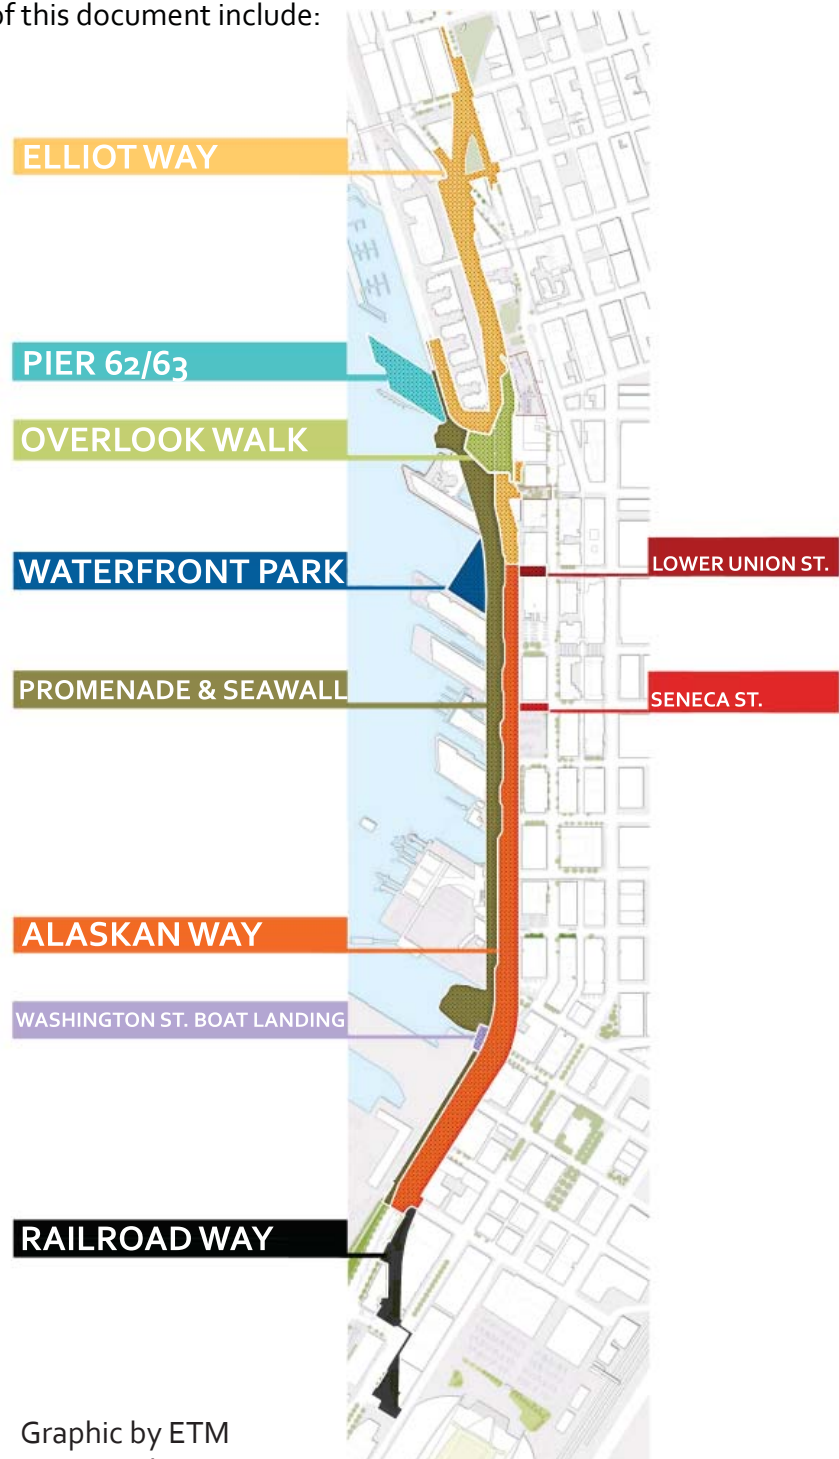 of this document include:
ELLIOT WAY
PIER 62/63
OVERLOOK WALK
WATERFRONT PARK
LOWER UNION ST.
PROMENADE & SEAWALL
SENECA ST.
ALASKAN WAY
WASHINGTON ST. BOAT LANDING
RAILROAD WAY
Graphic by ETM